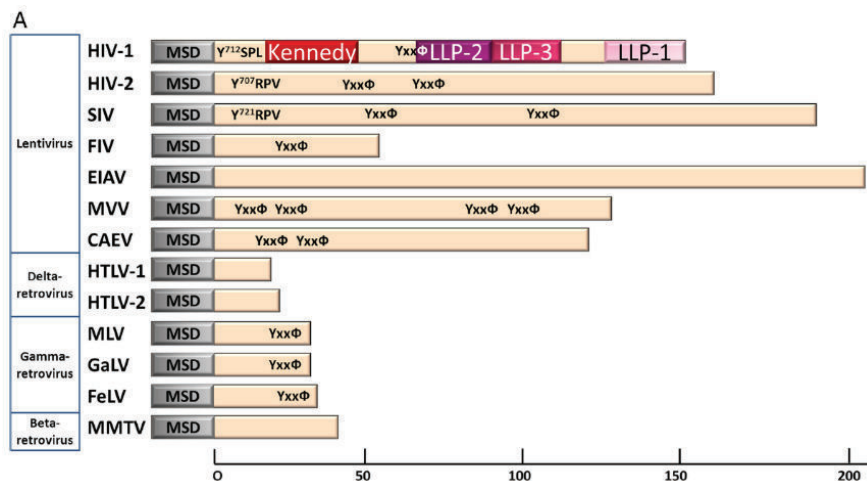 A
HIV-1 MSD Y⁷¹²SPL Kennedy YxxΦ LLP-2 LLP-3 LLP-1
HIV-2 MSD Y⁷⁰⁷RPV YxxΦ YxxΦ
SIV MSD Y⁷²¹RPV YxxΦ YxxΦ
Lentivirus
FIV MSD YxxΦ
EIAV MSD
MVV MSD YxxΦ YxxΦ YxxΦ YxxΦ
CAEV MSD YxxΦ YxxΦ
Delta-
retrovirus
HTLV-1 MSD
HTLV-2 MSD
Gamma-
retrovirus
MLV MSD YxxΦ
GaLV MSD YxxΦ
FeLV MSD YxxΦ
Beta-
retrovirus
MMTV MSD
O 50 100 150 200